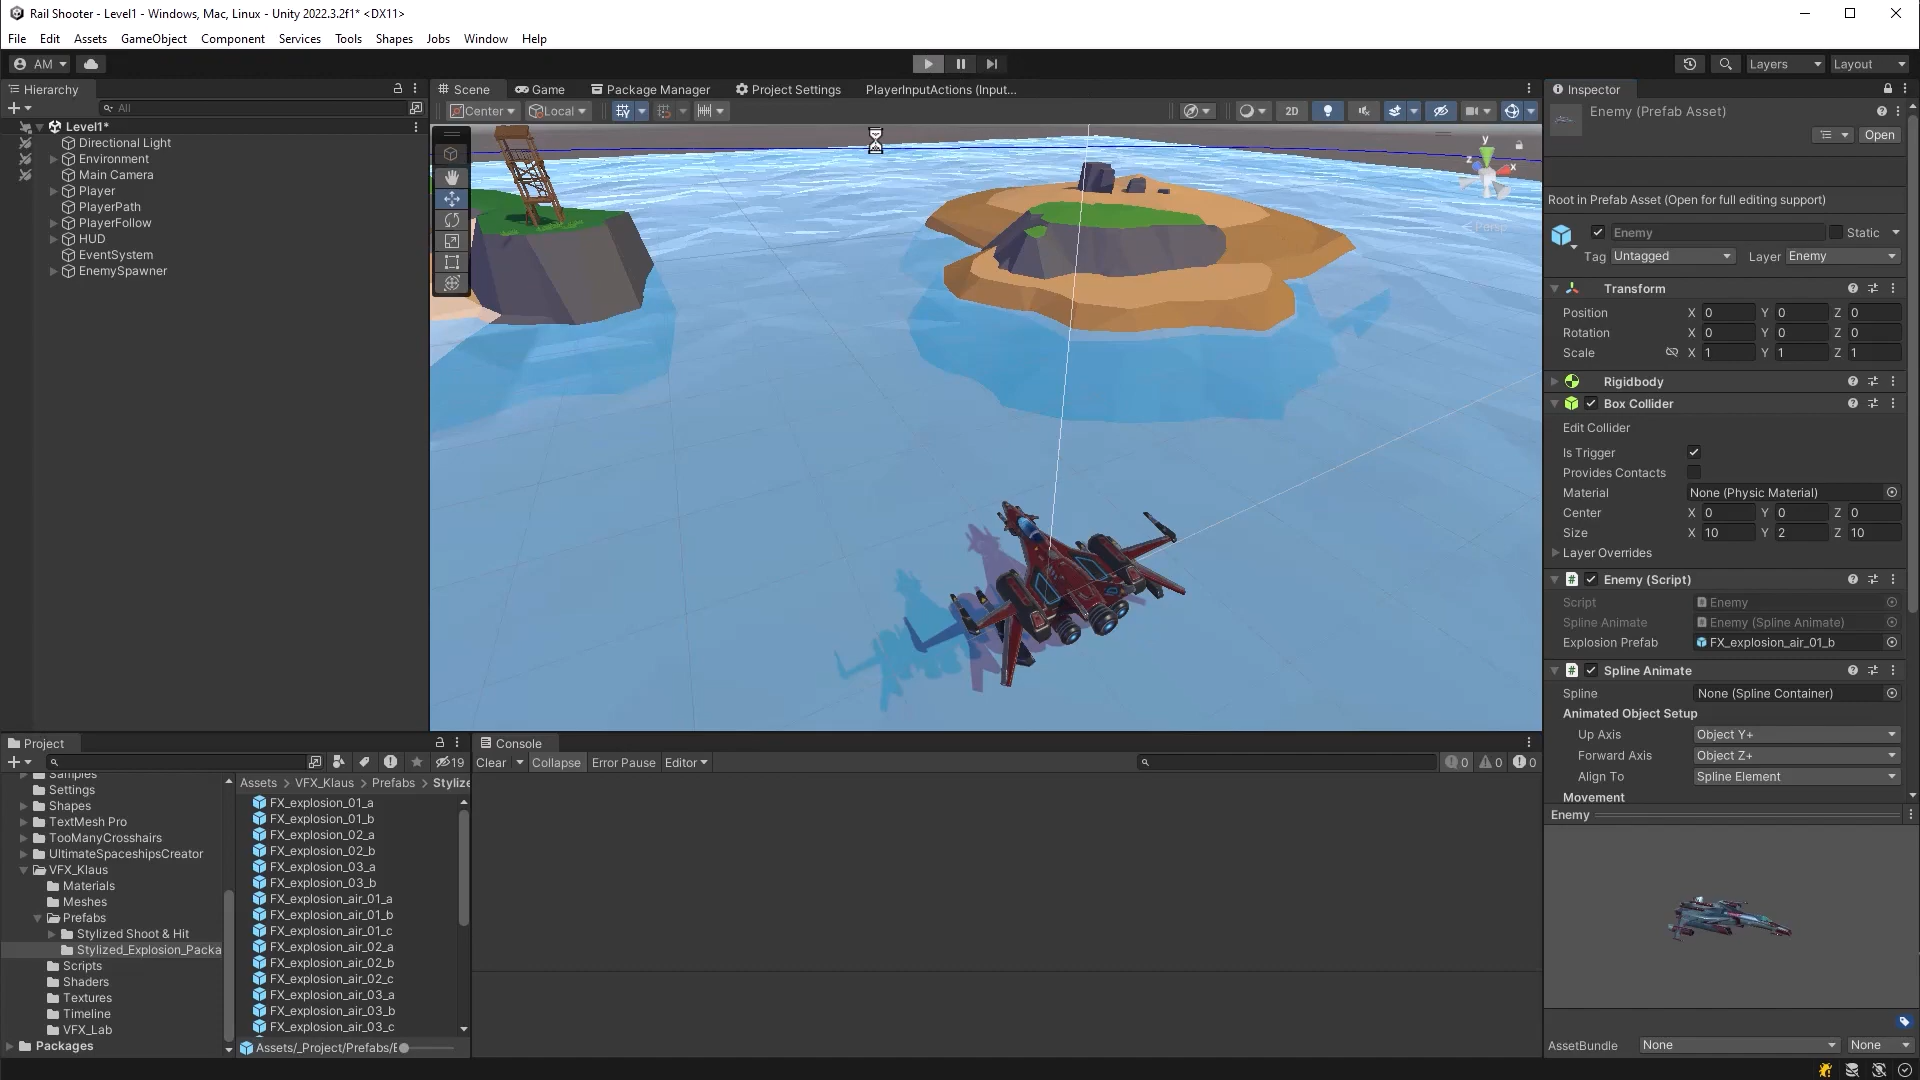 Rail Shooter - Level1 - Windows, Mac, Linux - Unity 2022.3.2f1* <DX11>
File Edit Assets GameObject Component Services Tools Shapes Jobs Window Help
AM
Layers Layout
Hierarchy
All
Level1*
Directional Light
Environment
Main Camera
Player
PlayerPath
PlayerFollow
HUD
EventSystem
EnemySpawner
Scene Game Package Manager Project Settings PlayerInputActions (Input...
Center Local 2D
y
x
z
Persp
Inspector
Enemy (Prefab Asset)
Open
Root in Prefab Asset (Open for full editing support)
Enemy Static
Tag Untagged Layer Enemy
Transform
Position X 0 Y 0 Z 0
Rotation X 0 Y 0 Z 0
Scale X 1 Y 1 Z 1
Rigidbody
Box Collider
Edit Collider
Is Trigger
Provides Contacts
Material None (Physic Material)
Center X 0 Y 0 Z 0
Size X 10 Y 2 Z 10
Layer Overrides
Enemy (Script)
Script Enemy
Spline Animate Enemy (Spline Animate)
Explosion Prefab FX_explosion_air_01_b
Spline Animate
Spline None (Spline Container)
Animated Object Setup
Up Axis Object Y+
Forward Axis Object Z+
Align To Spline Element
Movement
Enemy
AssetBundle None None
Project
19
Samples
Settings
Shapes
TextMesh Pro
TooManyCrosshairs
UltimateSpaceshipsCreator
VFX_Klaus
Materials
Meshes
Prefabs
Stylized Shoot & Hit
Stylized_Explosion_Packa
Scripts
Shaders
Textures
Timeline
VFX_Lab
Packages
Assets > VFX_Klaus > Prefabs > Stylize
FX_explosion_01_a
FX_explosion_01_b
FX_explosion_02_a
FX_explosion_02_b
FX_explosion_03_a
FX_explosion_03_b
FX_explosion_air_01_a
FX_explosion_air_01_b
FX_explosion_air_01_c
FX_explosion_air_02_a
FX_explosion_air_02_b
FX_explosion_air_02_c
FX_explosion_air_03_a
FX_explosion_air_03_b
FX_explosion_air_03_c
Assets/_Project/Prefabs/E
Console
Clear Collapse Error Pause Editor 0 0 0